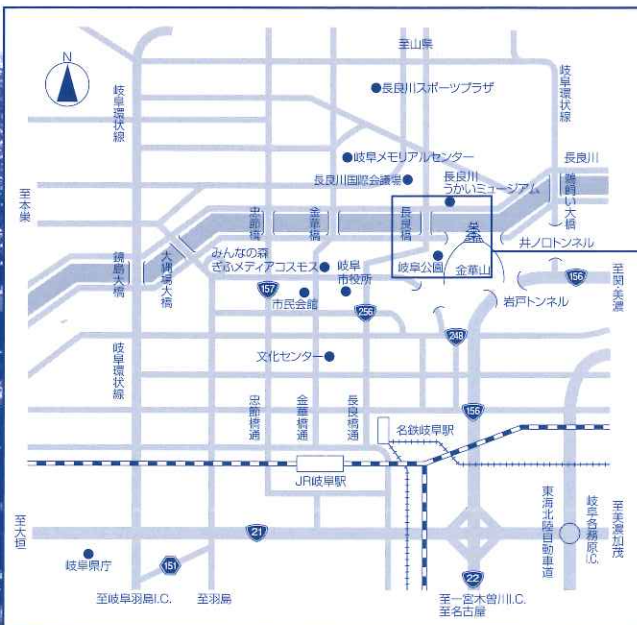 至山県
N
長良川スポーツプラザ
岐阜環状線
岐阜環状線
岐阜メモリアルセンター
長良川
長良川国際会議場
長良川
うかいミュージアム
鵜飼い大橋
至本巣
忠節橋
金華橋
長良橋
井ノロトンネル
鏡島大橋
大縄場大橋
みんなの森
ぎふメディアコスモス
岐阜
市役所
岐阜公園
金華山
156
至関・美濃
157
市民会館
岩戸トンネル
256
248
岐阜環状線
文化センター
忠節橋通
金華橋通
長良橋通
156
名鉄岐阜駅
JR岐阜駅
至大垣
21
東海北陸自動車道
岐阜各務原I.C.
至美濃加茂
岐阜県庁
151
22
至岐阜羽島I.C.
至羽島
至一宮木曽川I.C.
至名古屋